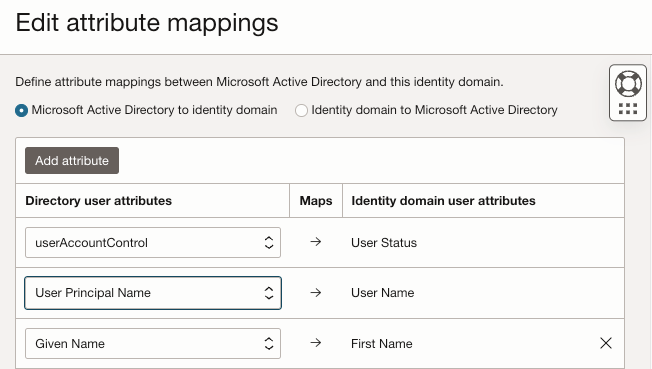 Edit attribute mappings
Define attribute mappings between Microsoft Active Directory and this identity domain.
Microsoft Active Directory to identity domain Identity domain to Microsoft Active Directory
Add attribute
Directory user attributes Maps Identity domain user attributes
userAccountControl → User Status
User Principal Name → User Name
Given Name → First Name